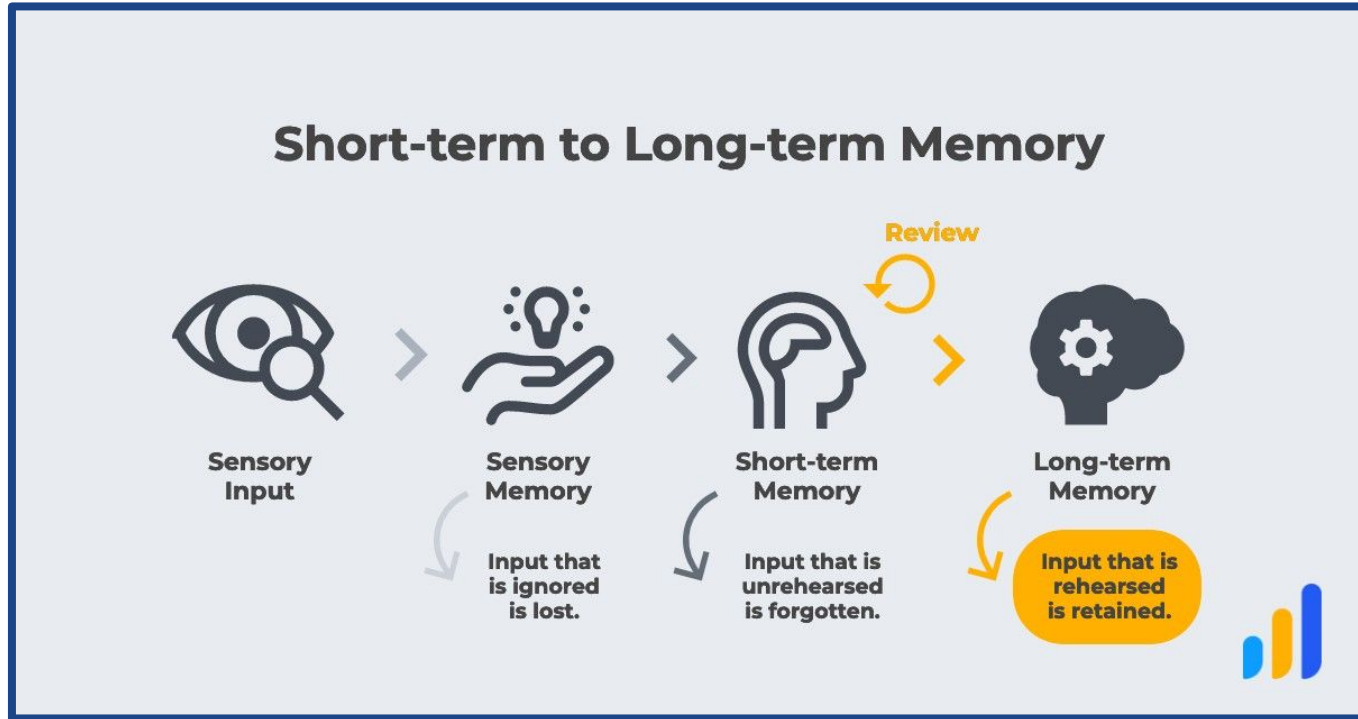 Short-term to Long-term Memory
Review
Sensory
Input
Sensory
Memory
Short-term
Memory
Long-term
Memory
Input that
is ignored
is lost.
Input that is
unrehearsed
is forgotten.
Input that is
rehearsed
is retained.